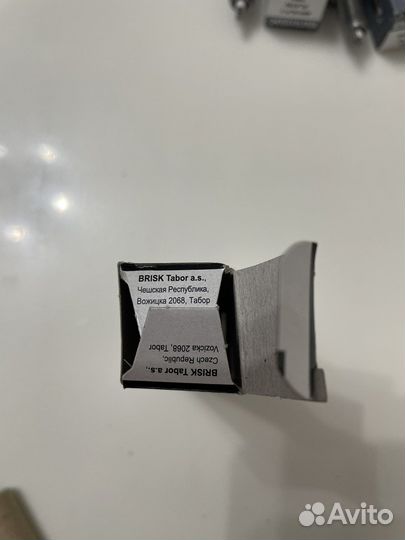 BRISK Tabor a.s.,
Чешская Республика,
Вожицка 2068, Табор
BRISK Tabor a.s.,
Czech Republic,
Vozicka 2068, Tabor
Avito